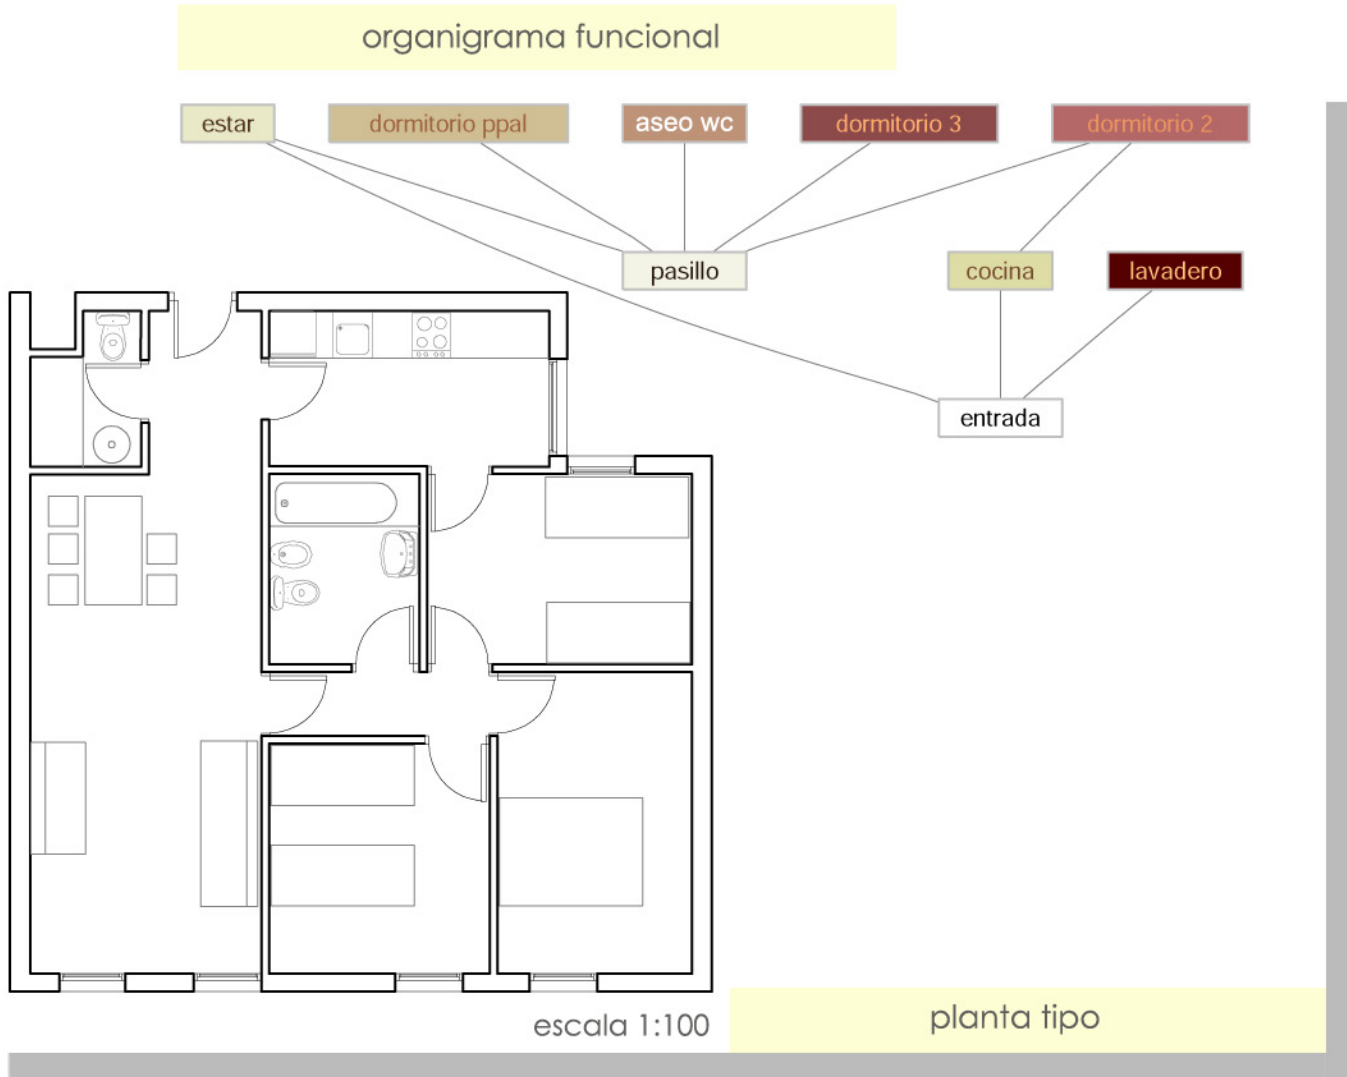 organigrama funcional
estar
dormitorio ppal
aseo wc
dormitorio 3
dormitorio 2
pasillo
cocina
lavadero
entrada
escala 1:100
planta tipo